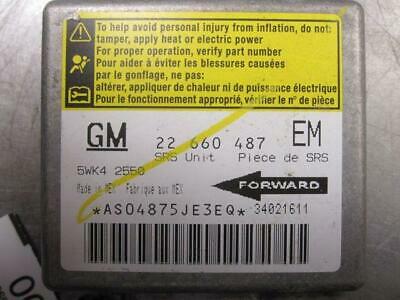 To help avoid personal injury from inflation, do not:
tamper, apply heat or electric power
For proper operation, verify part number
Pour aider à éviter les blessures causées
par le gonflage, ne pas:
altérer, appliquer de chaleur ni de puissance électrique
Pour le fonctionnement approprié, vérifier le n° de pièce
GM 22 660 487 EM
SRS Unit Piece de SRS
5WK4 2550
Made in MEX Fabrique aux MEX
FORWARD
*AS04875JE3EQ* 34021611
00